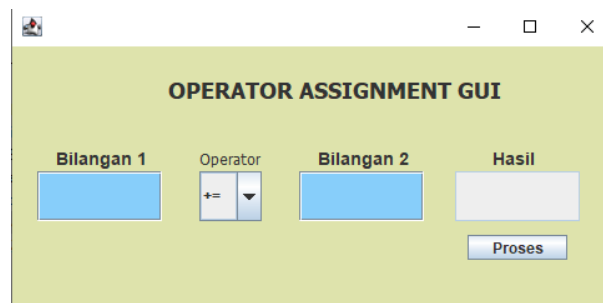 OPERATOR ASSIGNMENT GUI
Bilangan 1 Operator Bilangan 2 Hasil
+=
Proses